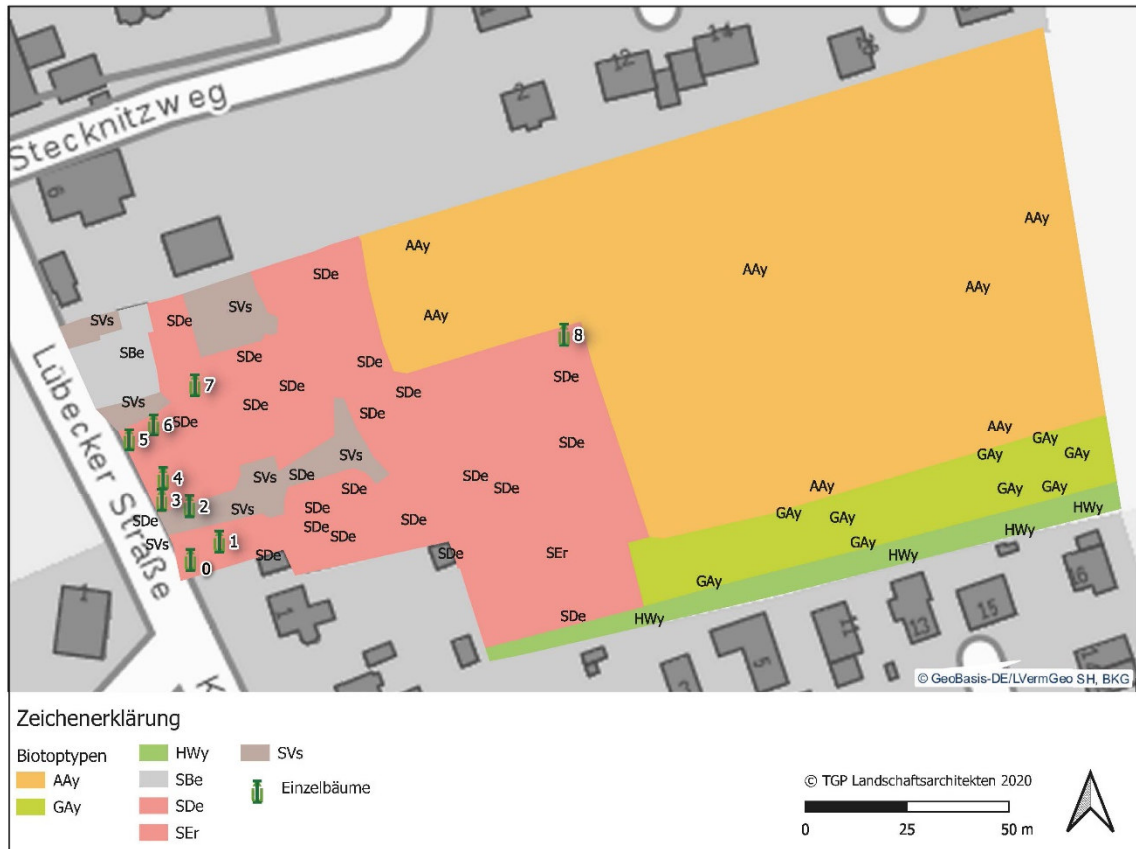 Stecknitzweg
2
12
14
6
AAy
AAy
AAy
SDe
AAy
SVs
AAy
SVs
SDe
SBe
8
SDe
SDe
SDe
7
SDe
SDe
SDe
SVs
SDe
SDe
6
5
AAy
SDe
GAy
GAy
SVs
4
SVs
SDe
SDe
SDe
SDe
AAy
GAy
GAy
3
2
SVs
SDe
GAy
GAy
HWy
SDe
SDe
SDe
SDe
HWy
SVs
1
SDe
SDe
SEr
GAy
HWy
0
GAy
SDe
HWy
Lübecker Straße
K
1
1
5
11
13
15
16
© GeoBasis-DE/LVermGeo SH, BKG
Zeichenerklärung
Biotoptypen
AAy
GAy
HWy
SBe
SDe
SEr
SVs
Einzelbäume
© TGP Landschaftsarchitekten 2020
0 25 50 m